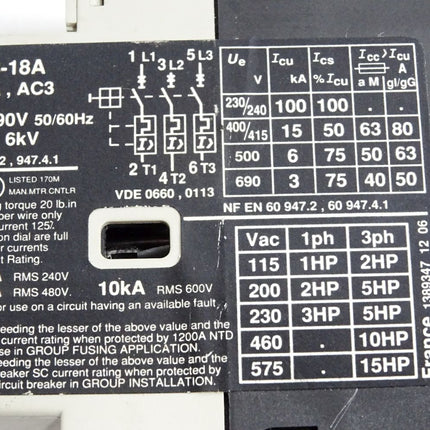 -18A
, AC3
90V 50/60Hz
6kV
2, 947.4.1
LISTED 170M
MAN MTR CNTLR
torque 20 lb.in
per wire only
current 125%
on dial are full
currents
t Rating.
RMS 240V
RMS 480V.
10kA RMS 600V
or use on a circuit having an available fault
eeding the lesser of the above value and the
current rating when protected by 1200A NTD
use in GROUP FUSING APPLICATION.
eeding the lesser of the above value and the
breaker SC current rating when protected by
circuit breaker in GROUP INSTALLATION.
1 L1 3 L2 5 L3
2 T1 4 T2 6 T3
VDE 0660, 0113
Ue Icu Ics Icc > Icu
V kA % Icu A
aM gl/gG
230/240 100 100
400/415 15 50 63 80
500 6 75 50 63
690 3 75 40 50
NF EN 60 947.2, 60 947.4.1
Vac 1ph 3ph
115 1HP 2HP
200 2HP 5HP
230 3HP 5HP
460 . 10HP
575 . 15HP
France 1389347 12 06